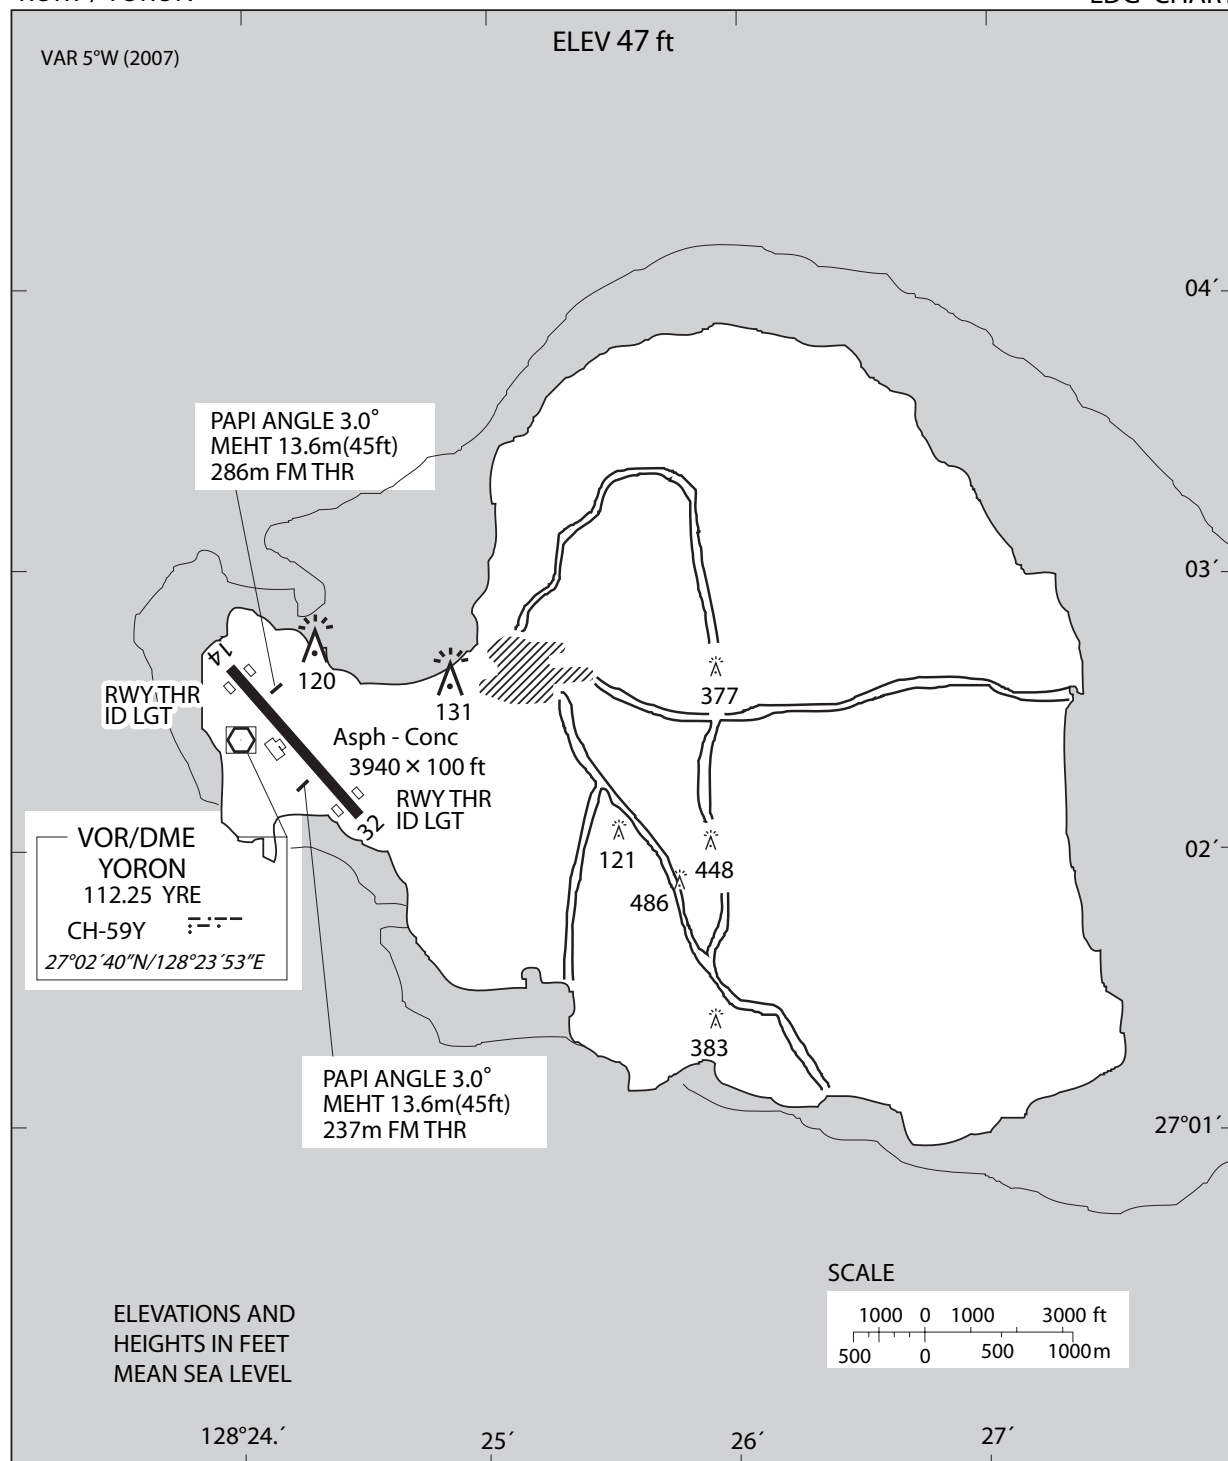 VAR 5°W (2007)
ELEV 47 ft
04´
PAPI ANGLE 3.0°
MEHT 13.6m(45ft)
286m FM THR
03´
14
120
131
377
RWY THR
ID LGT
Asph - Conc
3940 × 100 ft
RWY THR
ID LGT
32
VOR/DME
YORON
112.25 YRE
CH-59Y
27°02´40″N/128°23´53″E
121
448
486
02´
383
PAPI ANGLE 3.0°
MEHT 13.6m(45ft)
237m FM THR
27°01´
SCALE
1000 0 1000 3000 ft
500 0 500 1000m
ELEVATIONS AND
HEIGHTS IN FEET
MEAN SEA LEVEL
128°24.´ 25´ 26´ 27´